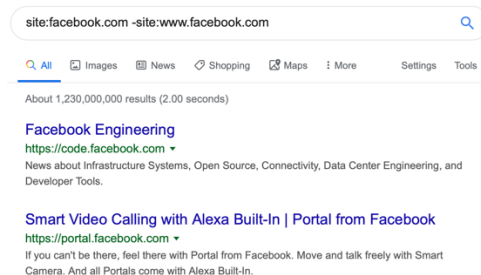 site:facebook.com -site:www.facebook.com
All Images News Shopping Maps More Settings Tools
About 1,230,000,000 results (2.00 seconds)
Facebook Engineering
https://code.facebook.com
News about Infrastructure Systems, Open Source, Connectivity, Data Center Engineering, and
Developer Tools.
Smart Video Calling with Alexa Built-In | Portal from Facebook
https://portal.facebook.com
If you can't be there, feel there with Portal from Facebook. Move and talk freely with Smart
Camera. And all Portals come with Alexa Built-In.